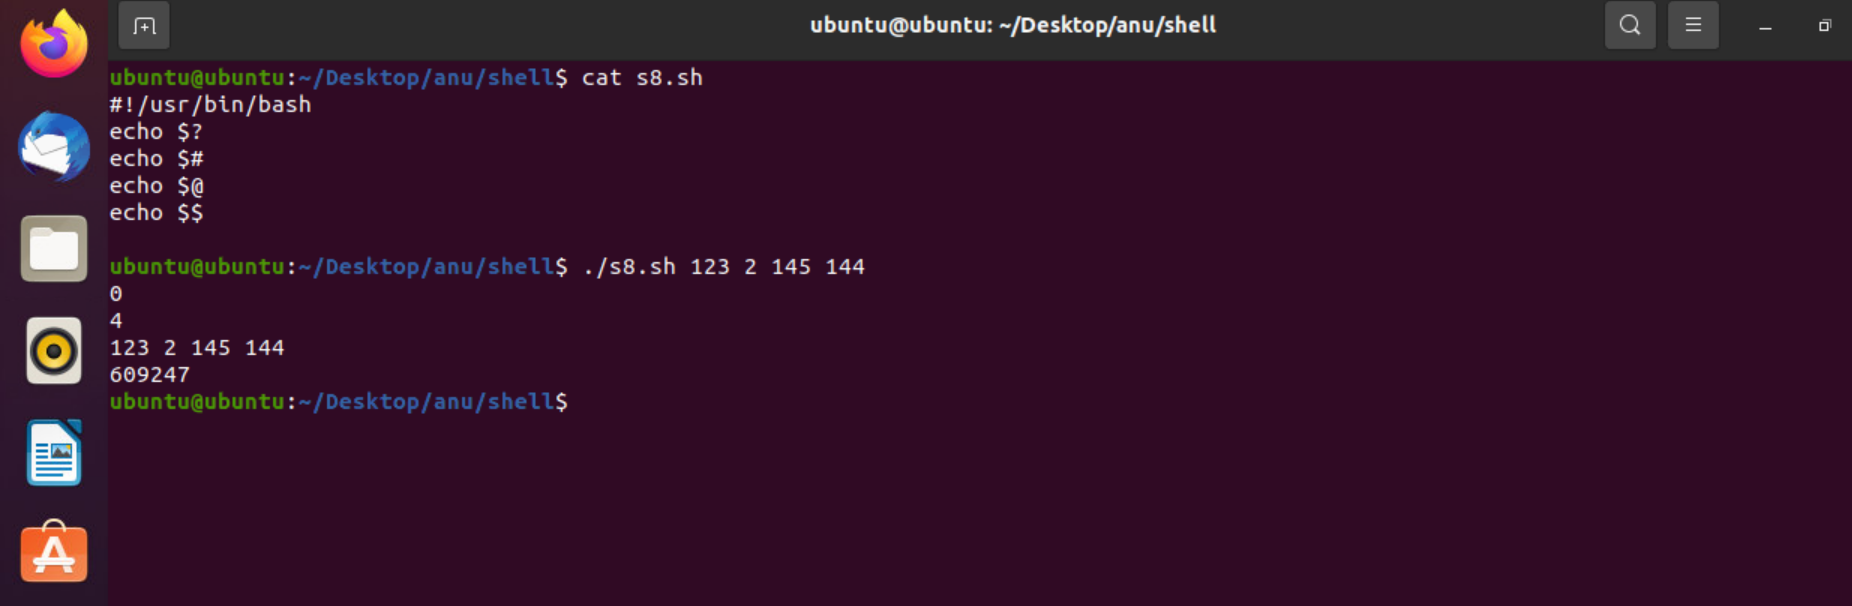 ubuntu@ubuntu: ~/Desktop/anu/shell
ubuntu@ubuntu:~/Desktop/anu/shell$ cat s8.sh
#!/usr/bin/bash
echo $?
echo $#
echo $@
echo $$
ubuntu@ubuntu:~/Desktop/anu/shell$ ./s8.sh 123 2 145 144
0
4
123 2 145 144
609247
ubuntu@ubuntu:~/Desktop/anu/shell$